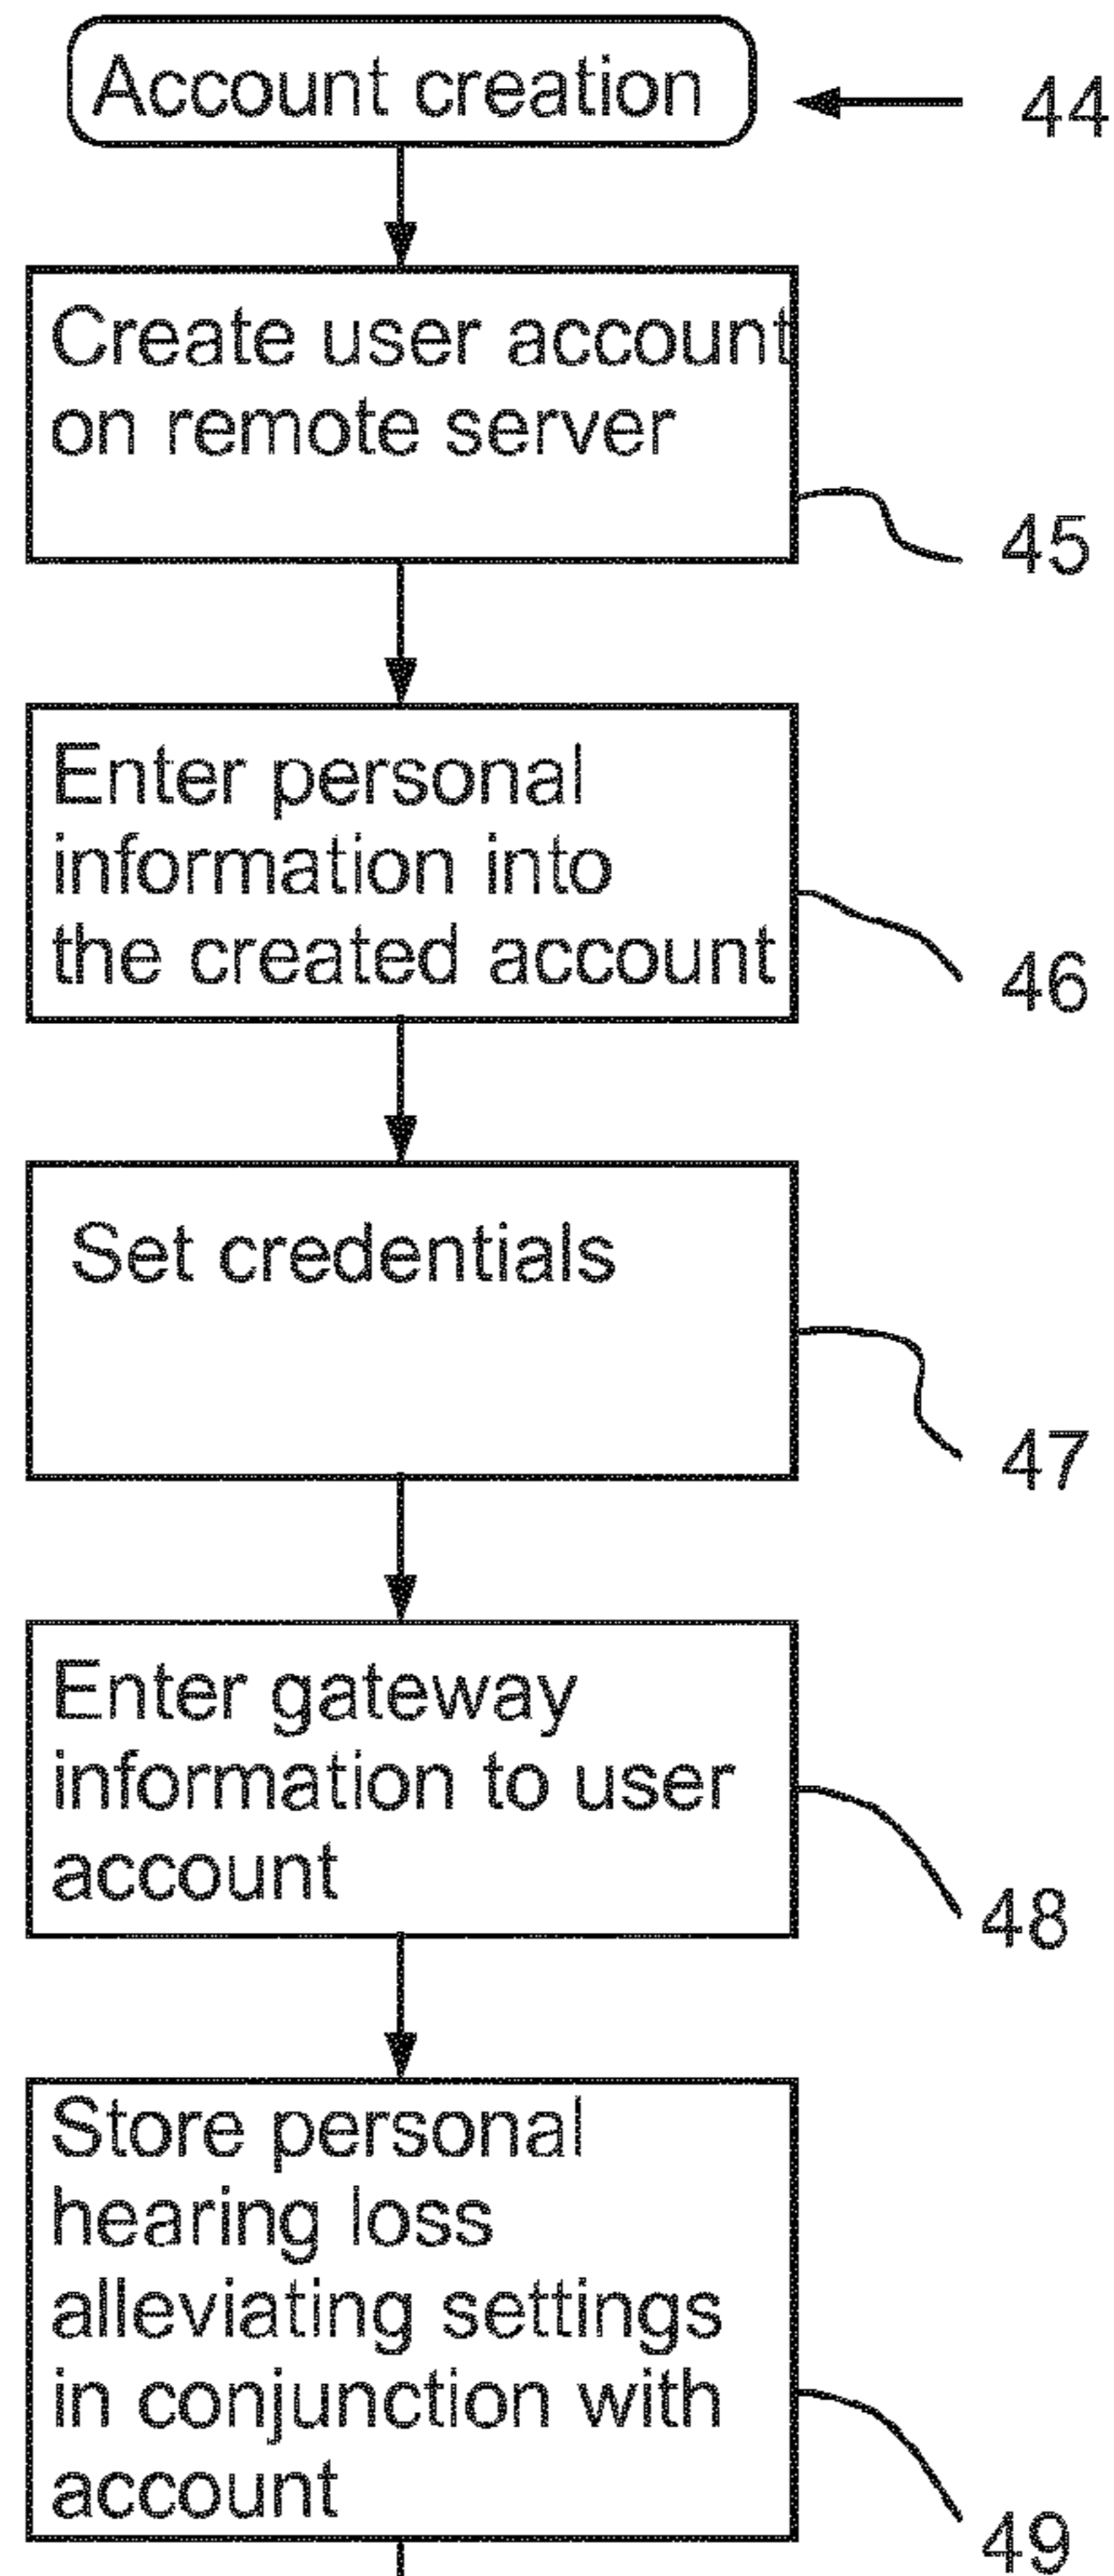 Account creation
44
Create user account
on remote server
45
Enter personal
information into
the created account
46
Set credentials
47
Enter gateway
information to user
account
48
Store personal
hearing loss
alleviating settings
in conjunction with
account
49